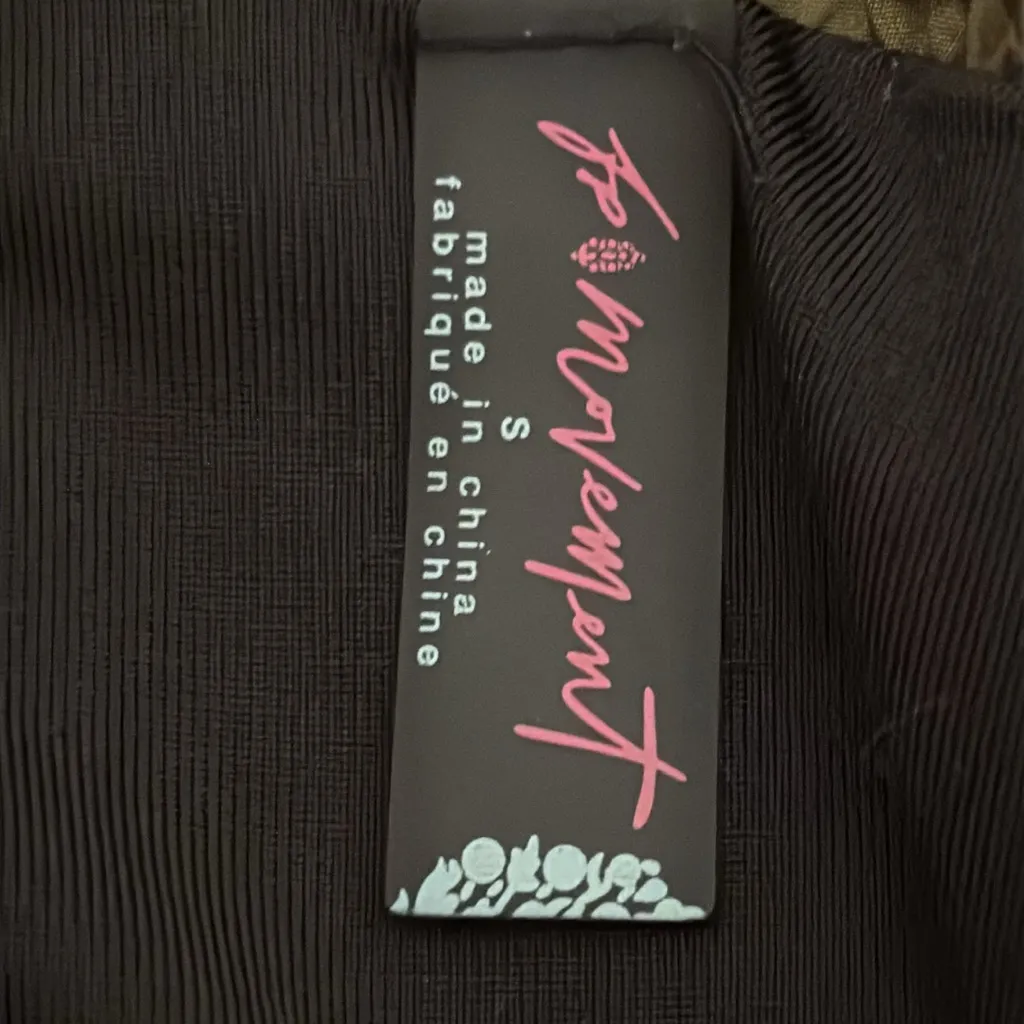 fp movement
S
made in china
fabriqué en chine